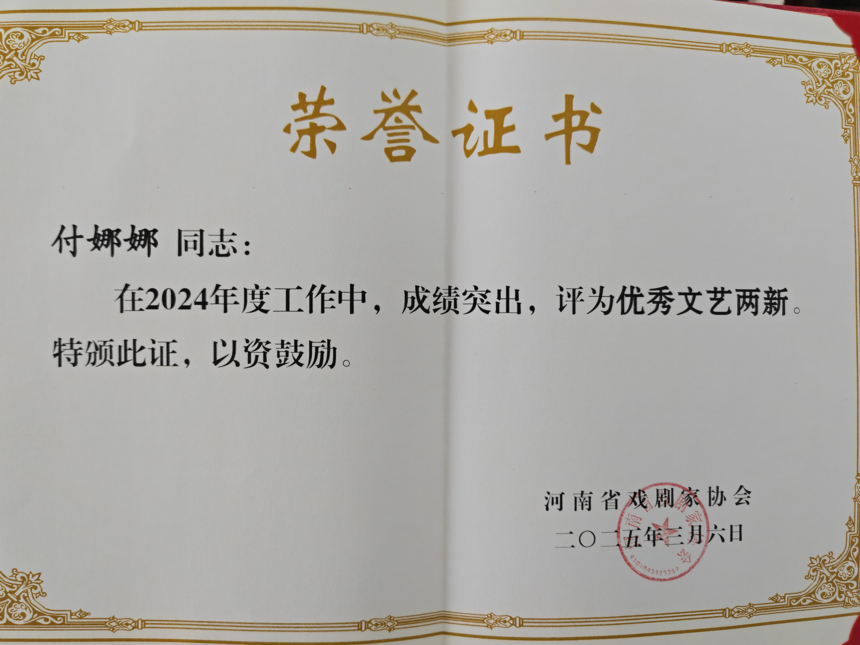 荣誉证书
付娜娜 同志：
在2024年度工作中，成绩突出，评为优秀文艺两新。
特颁此证，以资鼓励。
河南省戏剧家协会
二〇二五年三月六日